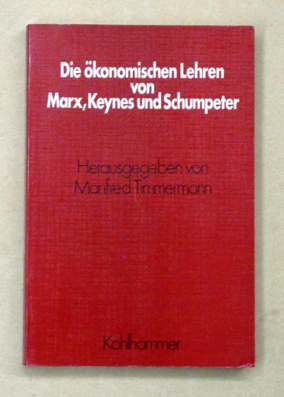 Die ökonomischen Lehren
von
Marx, Keynes und Schumpeter
Herausgegeben von
Manfred Timmermann
Kohlhammer